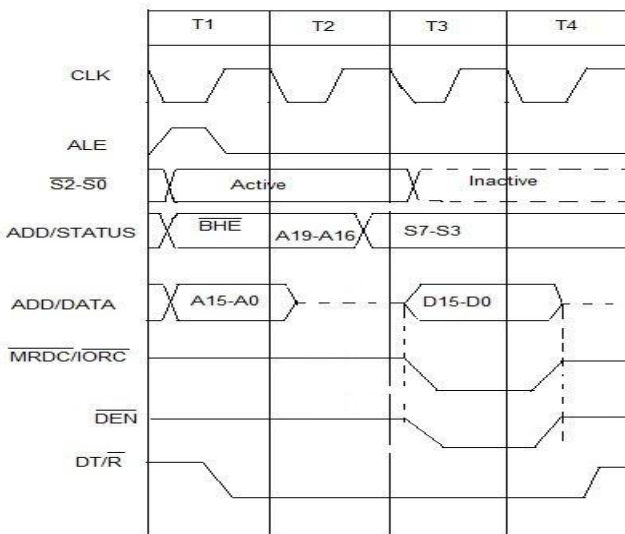 T1 T2 T3 T4
CLK
ALE
S2-S0 Active Inactive
ADD/STATUS BHE A19-A16 S7-S3
ADD/DATA A15-A0 D15-D0
MRDC/IORC
DEN
DT/R